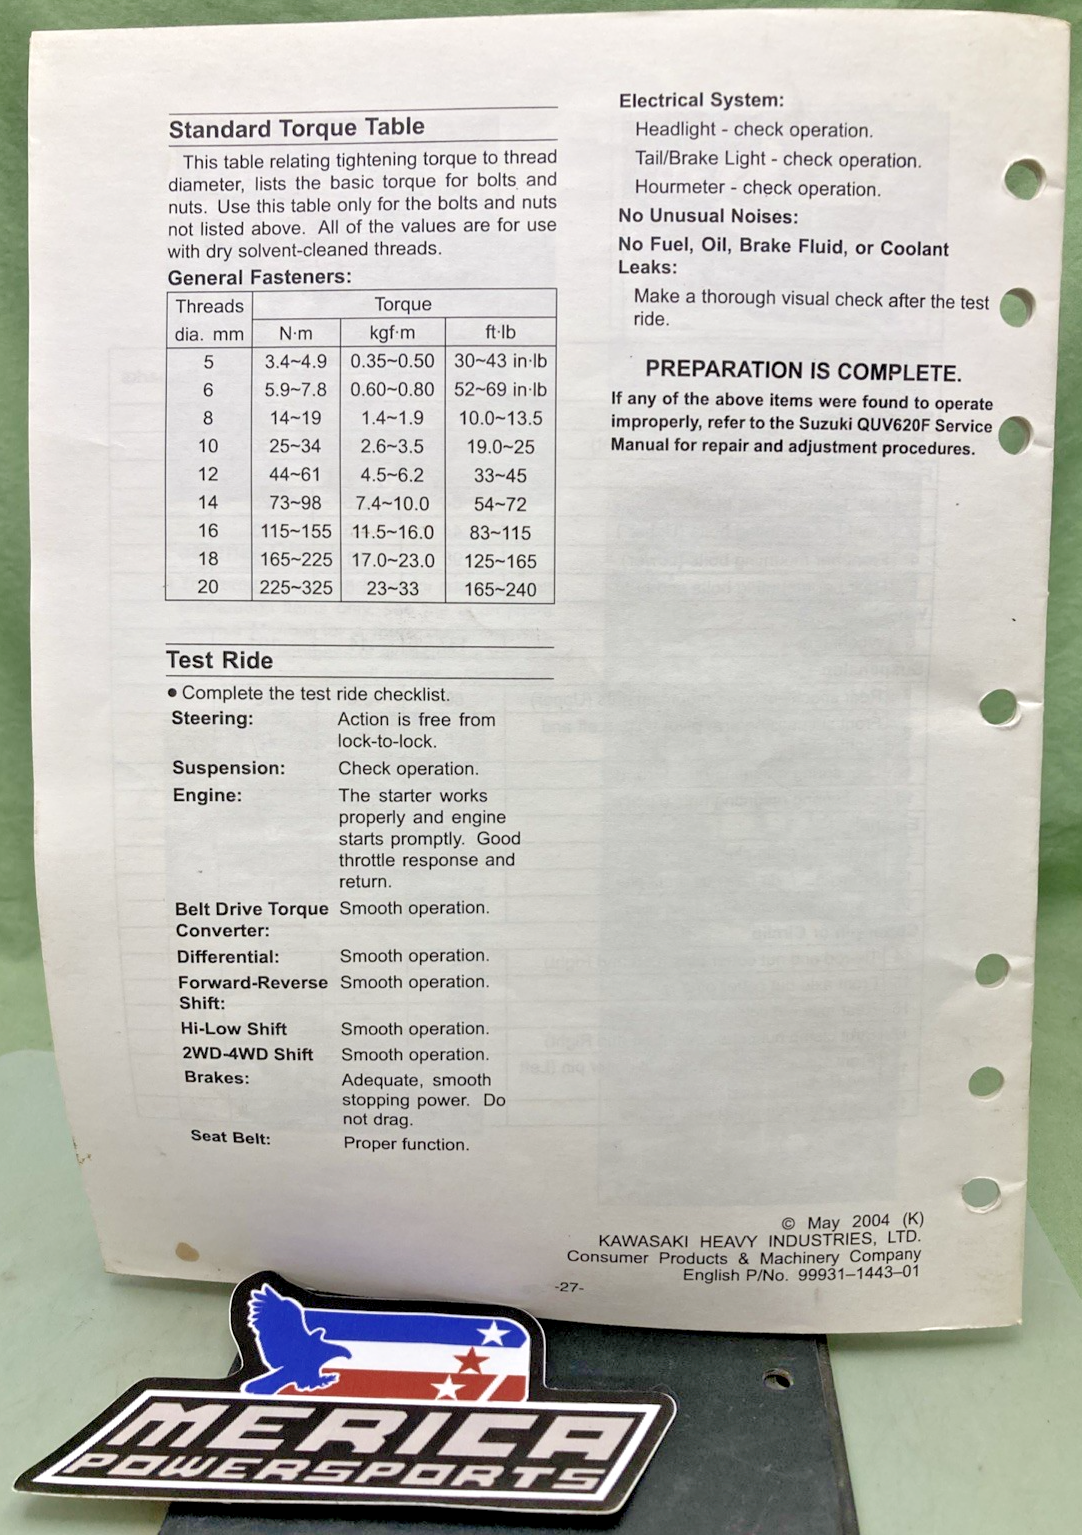 Standard Torque Table
This table relating tightening torque to thread
diameter, lists the basic torque for bolts and
nuts. Use this table only for the bolts and nuts
not listed above. All of the values are for use
with dry solvent-cleaned threads.
General Fasteners:
Threads Torque
dia. mm N·m kgf·m ft·lb
5 3.4~4.9 0.35~0.50 30~43 in·lb
6 5.9~7.8 0.60~0.80 52~69 in·lb
8 14~19 1.4~1.9 10.0~13.5
10 25~34 2.6~3.5 19.0~25
12 44~61 4.5~6.2 33~45
14 73~98 7.4~10.0 54~72
16 115~155 11.5~16.0 83~115
18 165~225 17.0~23.0 125~165
20 225~325 23~33 165~240
Test Ride
● Complete the test ride checklist.
Steering: Action is free from
lock-to-lock.
Suspension: Check operation.
Engine: The starter works
properly and engine
starts promptly. Good
throttle response and
return.
Belt Drive Torque Smooth operation.
Converter:
Differential: Smooth operation.
Forward-Reverse Smooth operation.
Shift:
Hi-Low Shift Smooth operation.
2WD-4WD Shift Smooth operation.
Brakes: Adequate, smooth
stopping power. Do
not drag.
Seat Belt: Proper function.
Electrical System:
Headlight - check operation.
Tail/Brake Light - check operation.
Hourmeter - check operation.
No Unusual Noises:
No Fuel, Oil, Brake Fluid, or Coolant
Leaks:
Make a thorough visual check after the test
ride.
PREPARATION IS COMPLETE.
If any of the above items were found to operate
improperly, refer to the Suzuki QUV620F Service
Manual for repair and adjustment procedures.
© May 2004 (K)
KAWASAKI HEAVY INDUSTRIES, LTD.
Consumer Products & Machinery Company
English P/No. 99931–1443–01
-27-
MERICA
POWERSPORTS